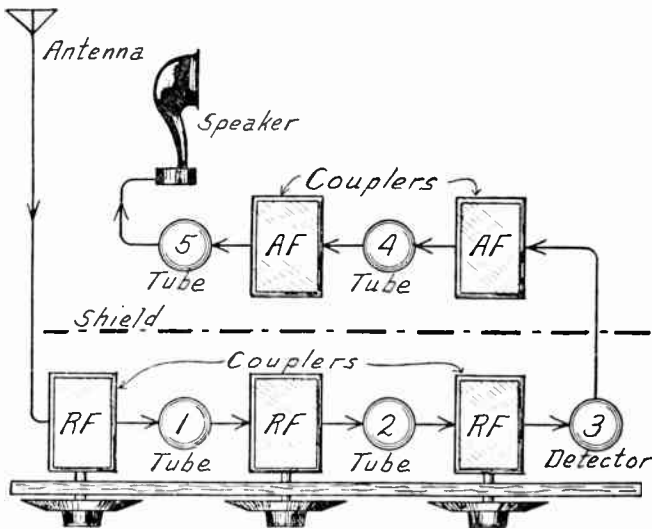 Antenna
Speaker
Couplers
5 AF 4 AF
Tube Tube
Shield
Couplers
RF 1 RF 2 RF 3
Tube Tube Detector